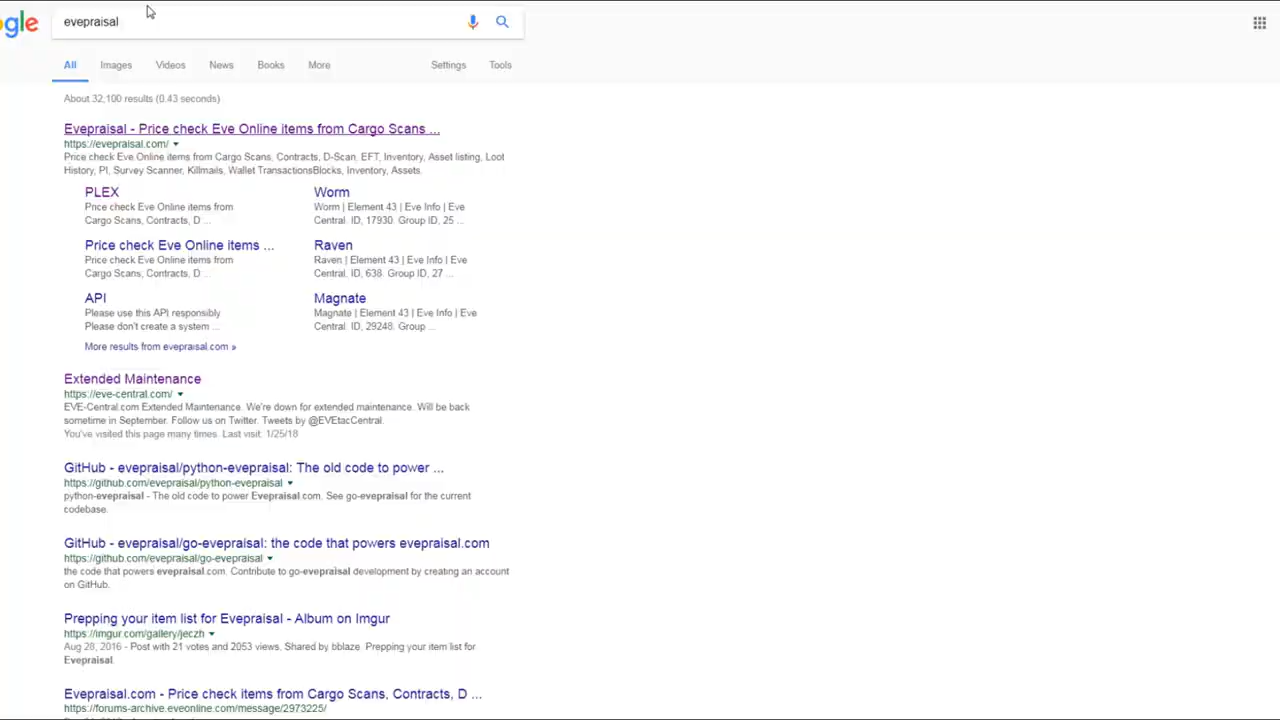 gle
evepraisal
All Images Videos News Books More Settings Tools
About 32,100 results (0.43 seconds)
Evepraisal - Price check Eve Online items from Cargo Scans ...
https://evepraisal.com/
Price check Eve Online items from Cargo Scans, Contracts, D-Scan, EFT, Inventory, Asset listing, Loot
History, PI, Survey Scanner, Killmails, Wallet TransactionsBlocks, Inventory, Assets.
PLEX
Price check Eve Online items from
Cargo Scans, Contracts, D ...
Worm
Worm | Element 43 | Eve Info | Eve
Central. ID, 17930. Group ID, 25 ...
Price check Eve Online items ...
Price check Eve Online items from
Cargo Scans, Contracts, D ...
Raven
Raven | Element 43 | Eve Info | Eve
Central. ID, 638. Group ID, 27 ...
API
Please use this API responsibly.
Please don't create a system ...
Magnate
Magnate | Element 43 | Eve Info | Eve
Central. ID, 29248. Group ...
More results from evepraisal.com »
Extended Maintenance
https://eve-central.com/
EVE-Central.com Extended Maintenance. We're down for extended maintenance. Will be back
sometime in September. Follow us on Twitter. Tweets by @EVEtacCentral.
You've visited this page many times. Last visit: 1/25/18
GitHub - evepraisal/python-evepraisal: The old code to power ...
https://github.com/evepraisal/python-evepraisal
python-evepraisal - The old code to power Evepraisal.com. See go-evepraisal for the current
codebase.
GitHub - evepraisal/go-evepraisal: the code that powers evepraisal.com
https://github.com/evepraisal/go-evepraisal
the code that powers evepraisal.com. Contribute to go-evepraisal development by creating an account
on GitHub.
Prepping your item list for Evepraisal - Album on Imgur
https://imgur.com/gallery/jeczh
Aug 28, 2016 - Post with 21 votes and 2053 views. Shared by bblaze. Prepping your item list for
Evepraisal.
Evepraisal.com - Price check items from Cargo Scans, Contracts, D ...
https://forums-archive.eveonline.com/message/2973225/